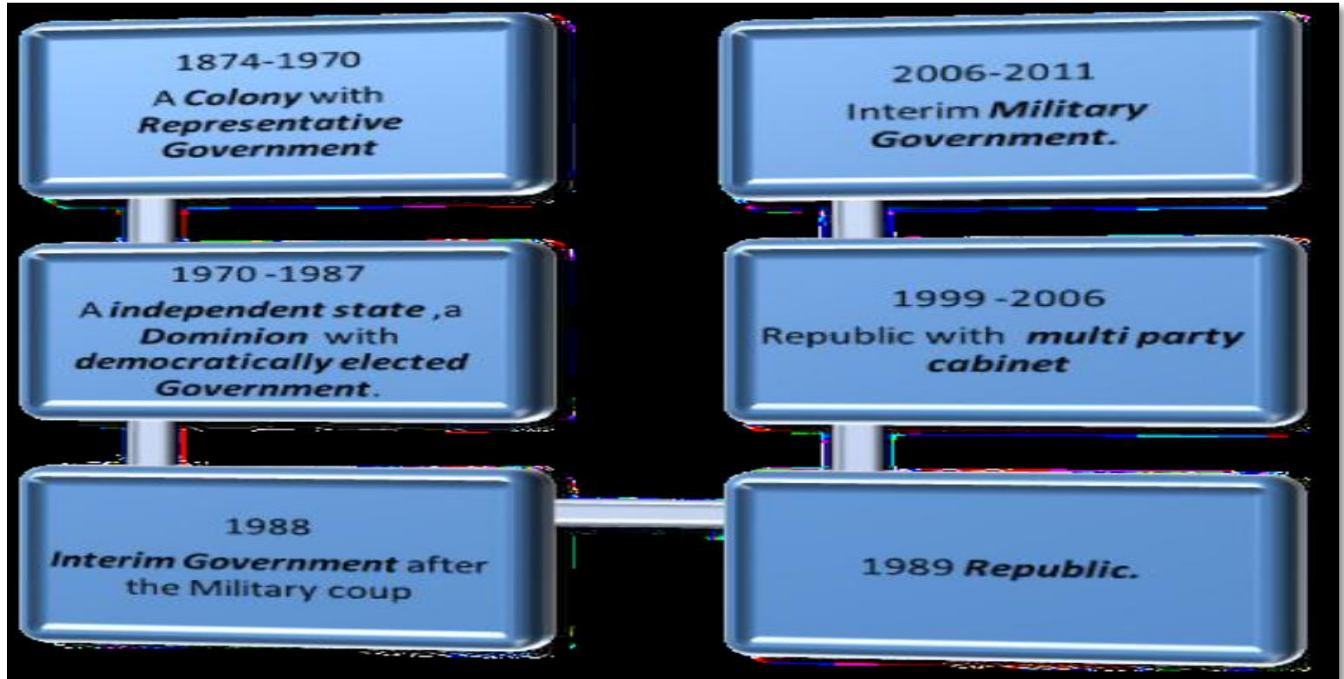 1874-1970
A Colony with
Representative
Government
1970 -1987
A independent state ,a
Dominion with
democratically elected
Government.
1988
Interim Government after
the Military coup
1989 Republic.
1999 -2006
Republic with multi party
cabinet
2006-2011
Interim Military
Government.